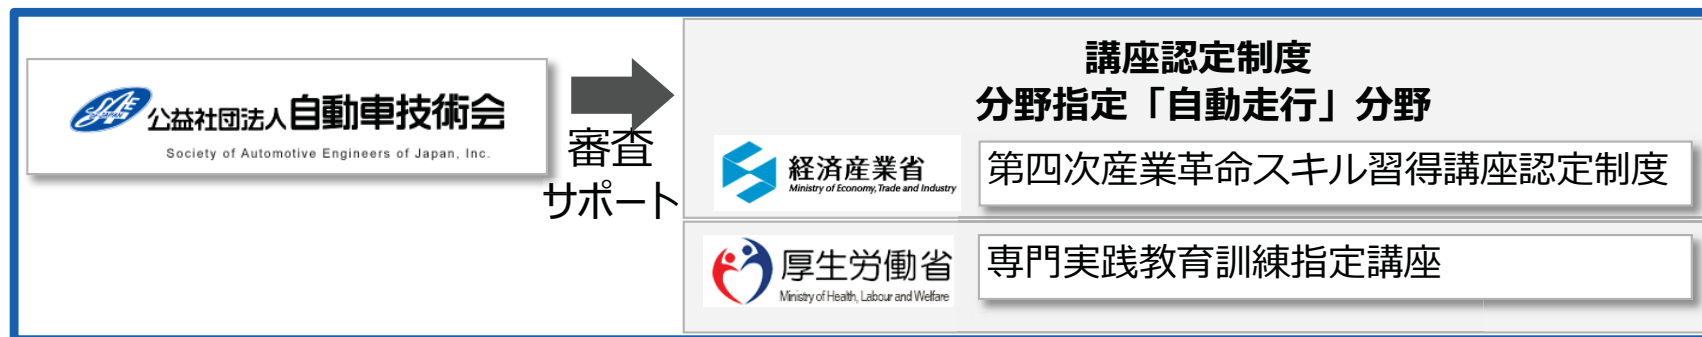 JSAE
OF JAPAN
公益社団法人自動車技術会
Society of Automotive Engineers of Japan, Inc.
審査
サポート
講座認定制度
分野指定「自動走行」分野
経済産業省
Ministry of Economy, Trade and Industry
第四次産業革命スキル習得講座認定制度
厚生労働省
Ministry of Health, Labour and Welfare
専門実践教育訓練指定講座